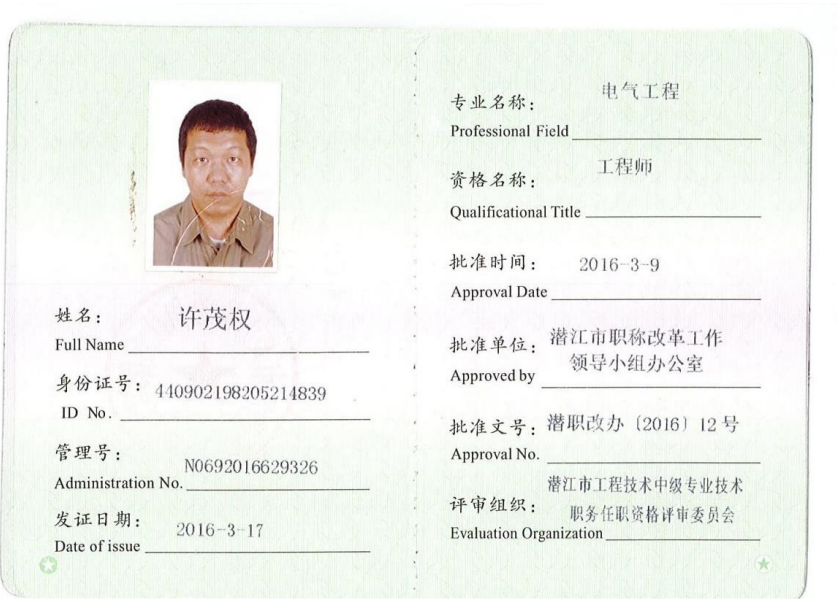 姓名：
许茂权
Full Name
身份证号：
440902198205214839
ID No.
管理号：
N0692016629326
Administration No.
发证日期：
2016-3-17
Date of issue
专业名称：
电气工程
Professional Field
资格名称：
工程师
Qualificational Title
批准时间：
2016-3-9
Approval Date
批准单位：
潜江市职称改革工作
领导小组办公室
Approved by
批准文号：
潜职改办〔2016〕12号
Approval No.
评审组织：
潜江市工程技术中级专业技术
职务任职资格评审委员会
Evaluation Organization